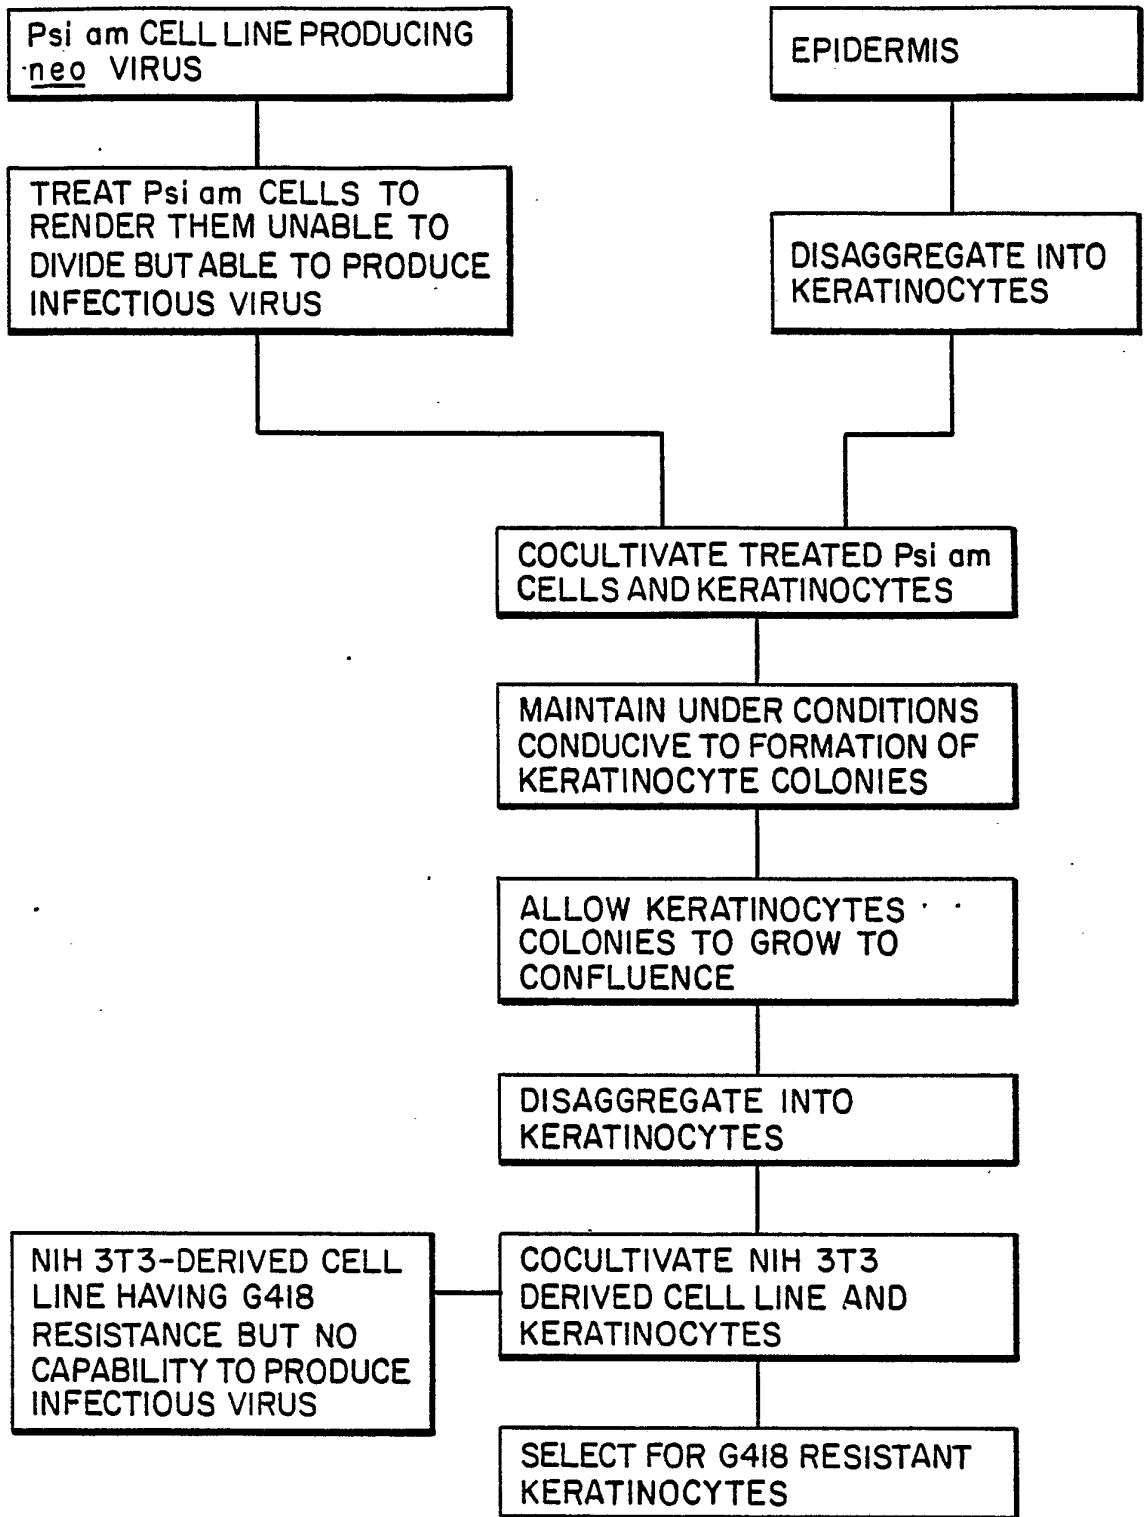 Psi am CELL LINE PRODUCING
neo VIRUS
EPIDERMIS
TREAT Psi am CELLS TO
RENDER THEM UNABLE TO
DIVIDE BUT ABLE TO PRODUCE
INFECTIOUS VIRUS
DISAGGREGATE INTO
KERATINOCYTES
COCULTIVATE TREATED Psi am
CELLS AND KERATINOCYTES
MAINTAIN UNDER CONDITIONS
CONDUCIVE TO FORMATION OF
KERATINOCYTE COLONIES
ALLOW KERATINOCYTES
COLONIES TO GROW TO
CONFLUENCE
DISAGGREGATE INTO
KERATINOCYTES
NIH 3T3-DERIVED CELL
LINE HAVING G418
RESISTANCE BUT NO
CAPABILITY TO PRODUCE
INFECTIOUS VIRUS
COCULTIVATE NIH 3T3
DERIVED CELL LINE AND
KERATINOCYTES
SELECT FOR G418 RESISTANT
KERATINOCYTES